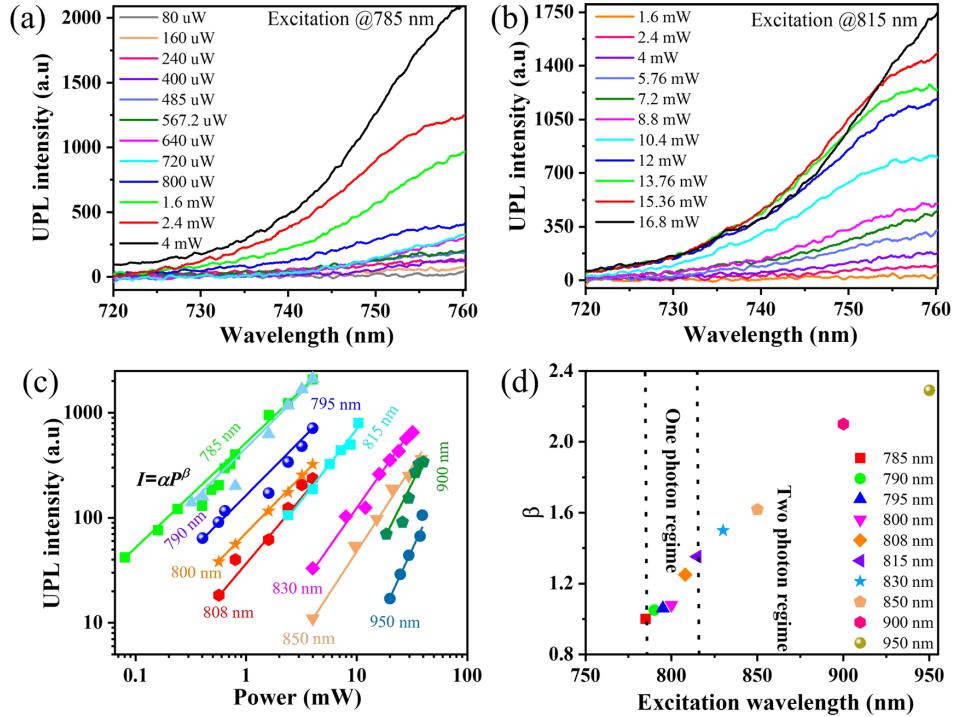 (a)
Excitation @785 nm
80 uW
160 uW
240 uW
400 uW
485 uW
567.2 uW
640 uW
720 uW
800 uW
1.6 mW
2.4 mW
4 mW
UPL intensity (a.u)
2000
1500
1000
500
0
720
730
740
750
760
Wavelength (nm)
(b)
Excitation @815 nm
1.6 mW
2.4 mW
4 mW
5.76 mW
7.2 mW
8.8 mW
10.4 mW
12 mW
13.76 mW
15.36 mW
16.8 mW
UPL intensity (a.u)
1750
1400
1050
700
350
0
720
730
740
750
760
Wavelength (nm)
(c)
I=αPβ
785 nm
790 nm
795 nm
800 nm
808 nm
815 nm
830 nm
850 nm
900 nm
950 nm
UPL intensity (a.u)
1000
100
10
0.1
1
10
100
Power (mW)
(d)
One photon regime
Two photon regime
785 nm
790 nm
795 nm
800 nm
808 nm
815 nm
830 nm
850 nm
900 nm
950 nm
β
2.4
2.0
1.6
1.2
0.8
750
800
850
900
950
Excitation wavelength (nm)